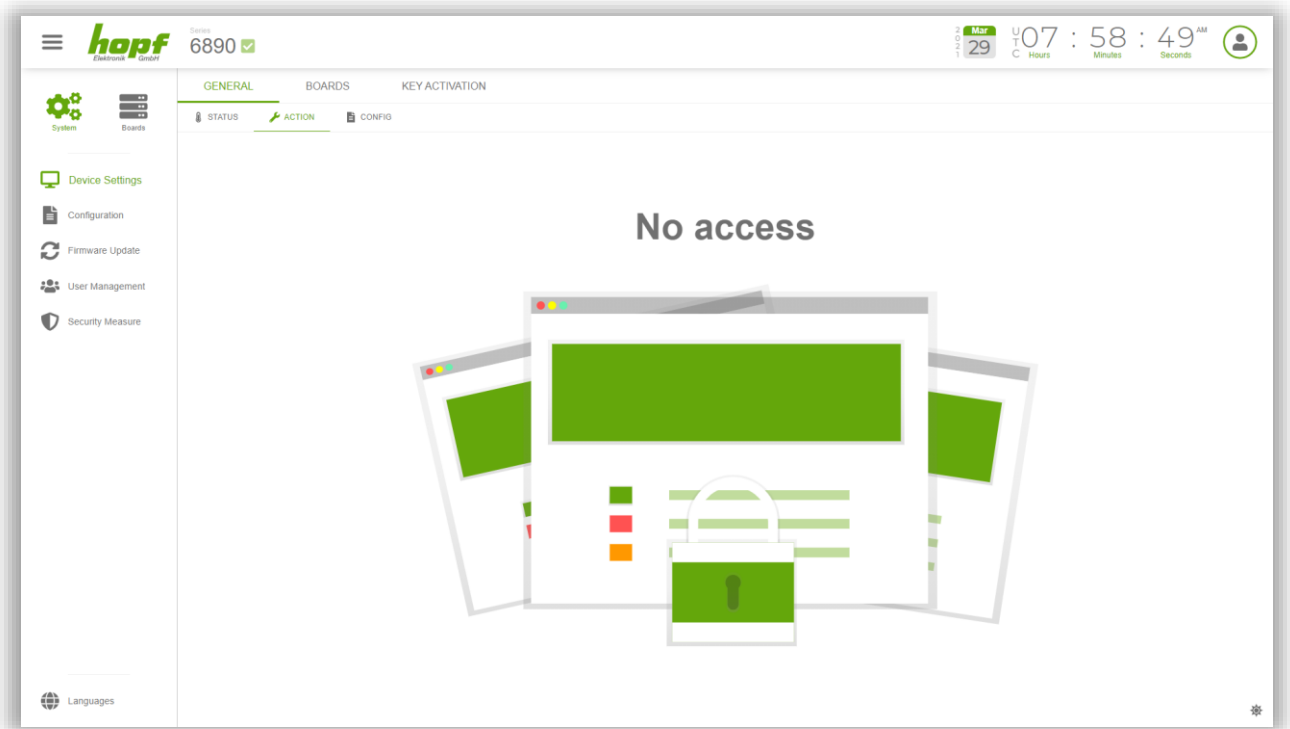 hopf
Elektronik GmbH
Series
6890
2021
Mar
29
UTC
07 : 58 : 49 AM
Hours Minutes Seconds
GENERAL BOARDS KEY ACTIVATION
System Boards
STATUS ACTION CONFIG
Device Settings
Configuration
Firmware Update
User Management
Security Measure
No access
Languages